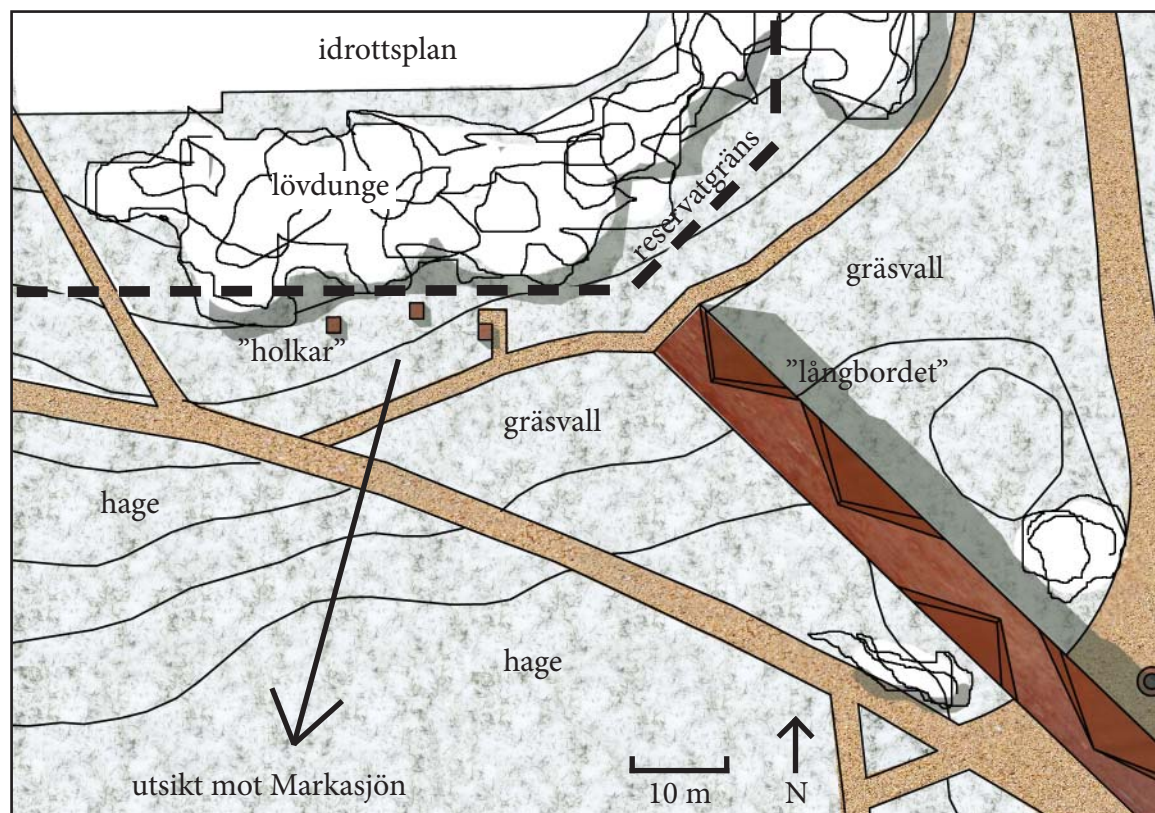 idrottsplan
lövdunge
reservatgräns
gräsvall
”holkar”
”långbordet”
gräsvall
hage
hage
utsikt mot Markasjön
10 m
N